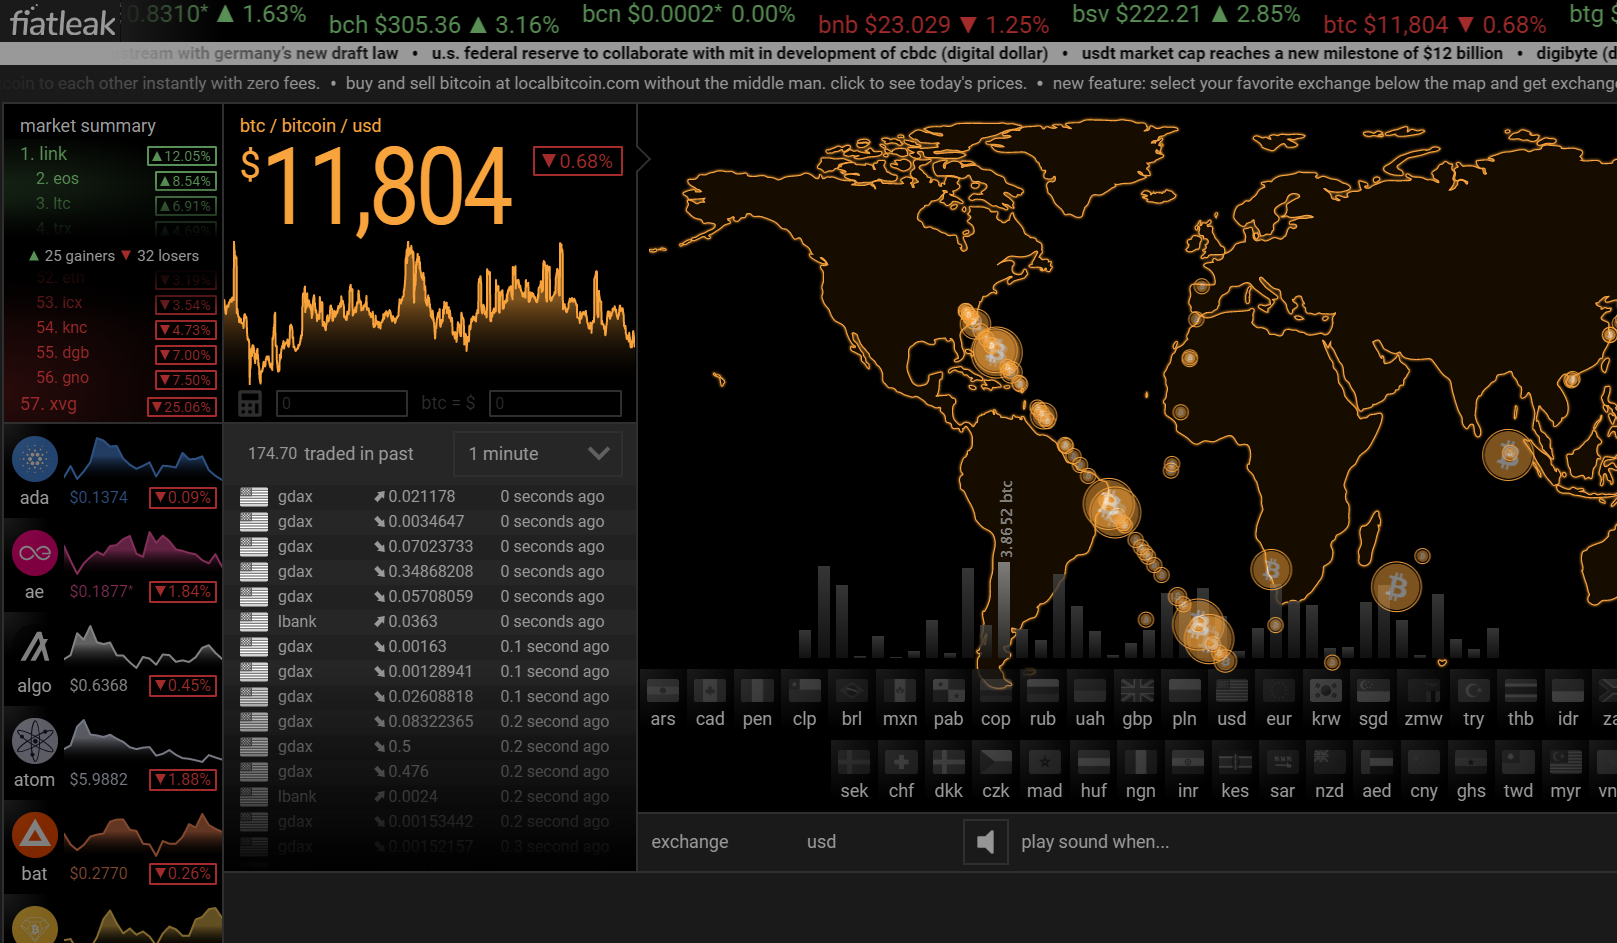 fiatleak
0.8310* ▲ 1.63%
bch $305.36 ▲ 3.16%
bcn $0.0002* 0.00%
bnb $23.029 ▼ 1.25%
bsv $222.21 ▲ 2.85%
btc $11,804 ▼ 0.68%
btg $
stream with germany's new draft law • u.s. federal reserve to collaborate with mit in development of cbdc (digital dollar) • usdt market cap reaches a new milestone of $12 billion • digibyte (d
coin to each other instantly with zero fees. • buy and sell bitcoin at localbitcoin.com without the middle man. click to see today's prices. • new feature: select your favorite exchange below the map and get exchang
market summary
1. link ▲12.05%
2. eos ▲8.54%
3. ltc ▲6.91%
4. trx ▲4.69%
▲ 25 gainers ▼ 32 losers
52. etn ▼3.19%
53. icx ▼3.54%
54. knc ▼4.73%
55. dgb ▼7.00%
56. gno ▼7.50%
57. xvg ▼25.06%
btc / bitcoin / usd
$11,804 ▼0.68%
0 btc = $ 0
174.70 traded in past 1 minute
gdax ⬈0.021178 0 seconds ago
gdax ⬊0.0034647 0 seconds ago
gdax ⬊0.07023733 0 seconds ago
gdax ⬊0.34868208 0 seconds ago
gdax ⬊0.05708059 0 seconds ago
lbank ⬈0.0363 0 seconds ago
gdax ⬊0.00163 0.1 second ago
gdax ⬊0.00128941 0.1 second ago
gdax ⬊0.02608818 0.1 second ago
gdax ⬊0.08322365 0.2 second ago
gdax ⬊0.5 0.2 second ago
gdax ⬊0.476 0.2 second ago
lbank ⬈0.0024 0.2 second ago
gdax ⬊0.00153442 0.2 second ago
gdax ⬊0.00152157 0.3 second ago
ada $0.1374 ▼0.09%
ae $0.1877* ▼1.84%
algo $0.6368 ▼0.45%
atom $5.9882 ▼1.88%
bat $0.2770 ▼0.26%
3.8652 btc
ars cad pen clp brl mxn pab cop rub uah gbp pln usd eur krw sgd zmw try thb idr za
sek chf dkk czk mad huf ngn inr kes sar nzd aed cny ghs twd myr vn
exchange usd play sound when...